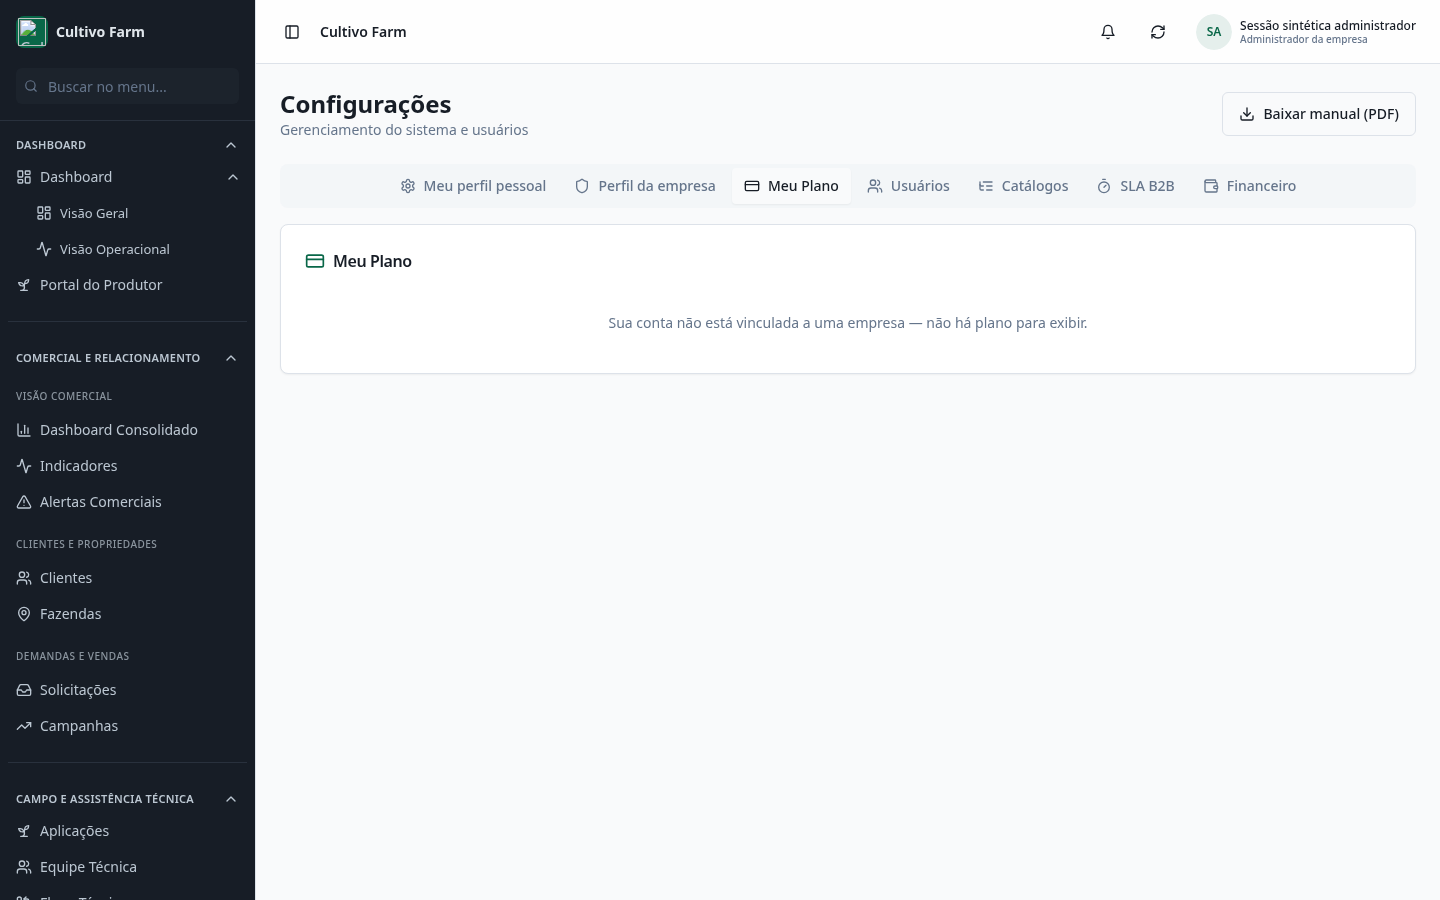 Cultivo Farm
Buscar no menu...
DASHBOARD
Dashboard
Visão Geral
Visão Operacional
Portal do Produtor
COMERCIAL E RELACIONAMENTO
VISÃO COMERCIAL
Dashboard Consolidado
Indicadores
Alertas Comerciais
CLIENTES E PROPRIEDADES
Clientes
Fazendas
DEMANDAS E VENDAS
Solicitações
Campanhas
CAMPO E ASSISTÊNCIA TÉCNICA
Aplicações
Equipe Técnica
Cultivo Farm
SA
Sessão sintética administrador
Administrador da empresa
Configurações
Gerenciamento do sistema e usuários
Baixar manual (PDF)
Meu perfil pessoal
Perfil da empresa
Meu Plano
Usuários
Catálogos
SLA B2B
Financeiro
Meu Plano
Sua conta não está vinculada a uma empresa — não há plano para exibir.